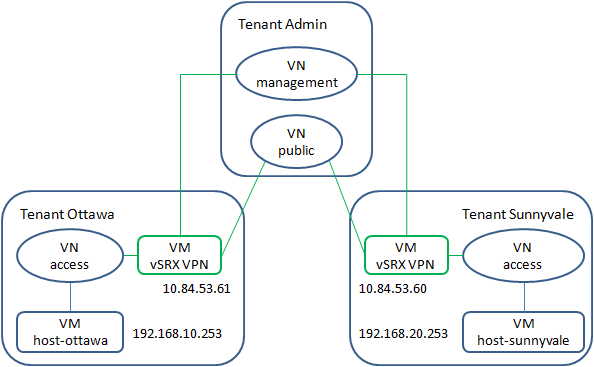 Tenant Admin
VN
management
VN
public
Tenant Ottawa
VN
access
VM
vSRX VPN
10.84.53.61
VM
host-ottawa
192.168.10.253
Tenant Sunnyvale
VM
vSRX VPN
VN
access
10.84.53.60
192.168.20.253
VM
host-sunnyvale